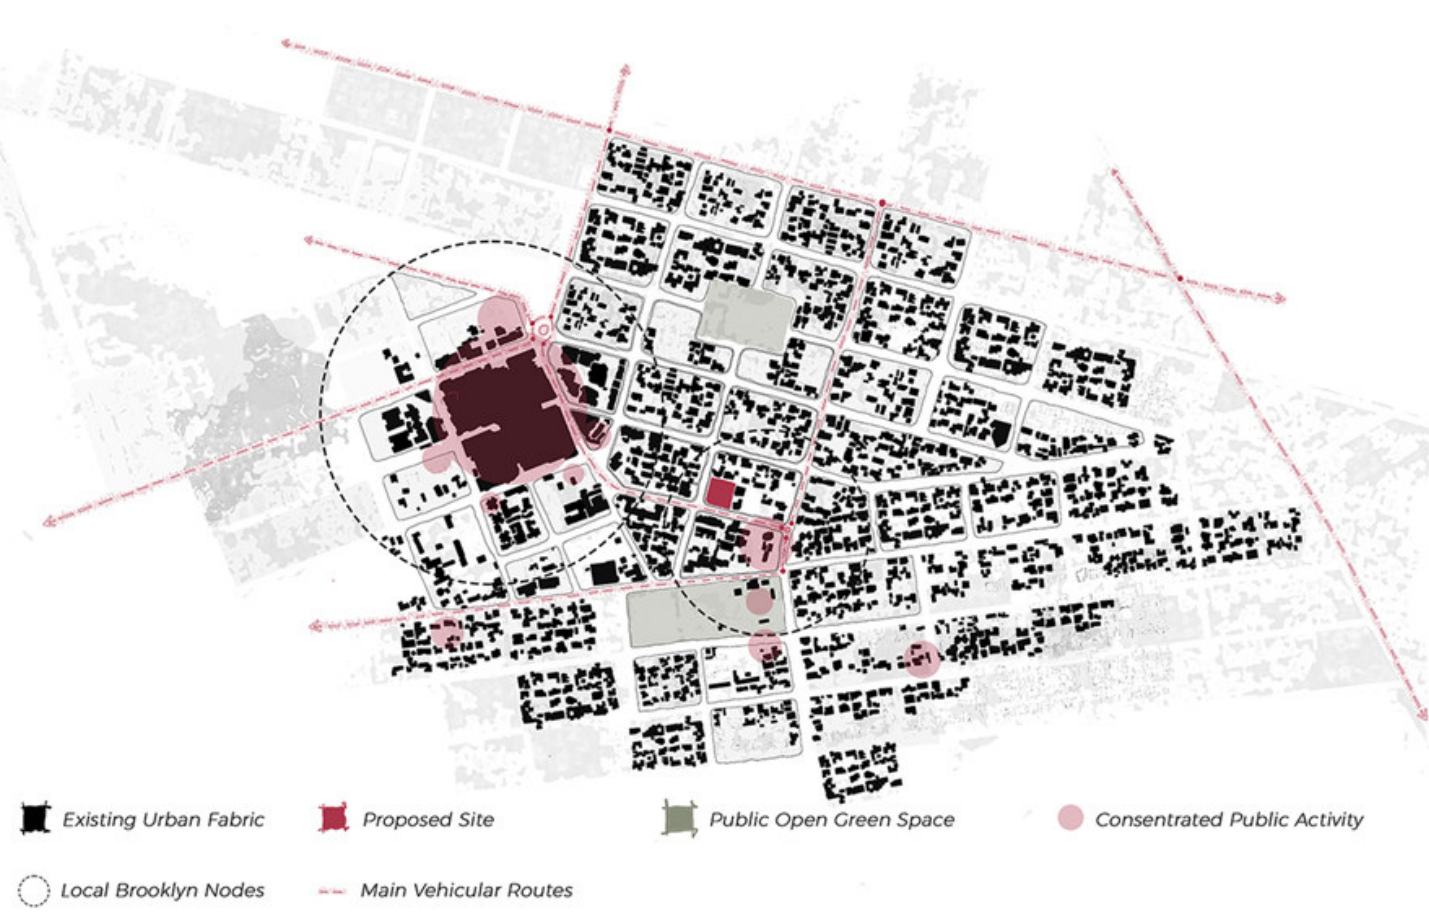 Existing Urban Fabric
Proposed Site
Public Open Green Space
Consentrated Public Activity
Local Brooklyn Nodes
Main Vehicular Routes